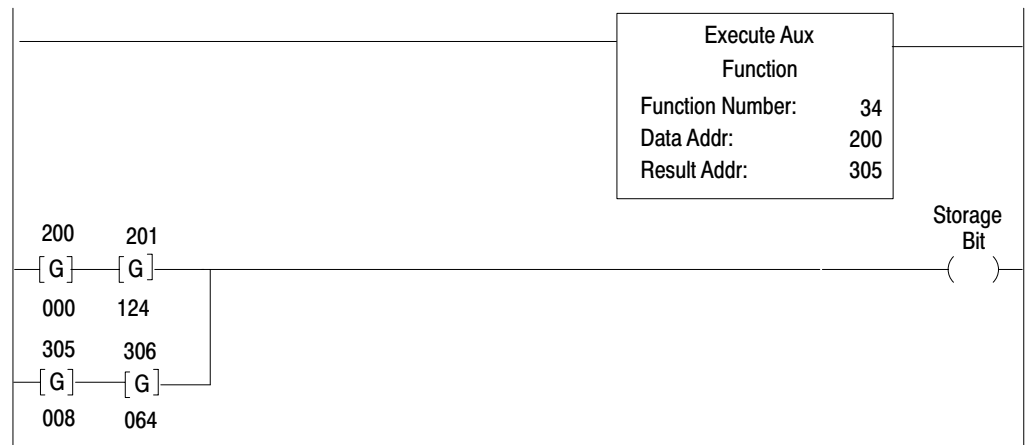 Execute Aux
Function
Function Number: 34
Data Addr: 200
Result Addr: 305
Storage
Bit
200 201
G G
000 124
305 306
G G
008 064